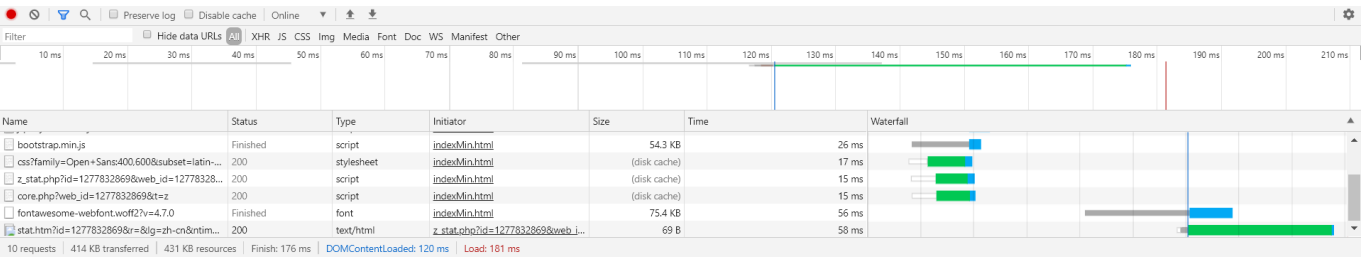 Preserve log Disable cache Online
Filter Hide data URLs All XHR JS CSS Img Media Font Doc WS Manifest Other
10 ms 20 ms 30 ms 40 ms 50 ms 60 ms 70 ms 80 ms 90 ms 100 ms 110 ms 120 ms 130 ms 140 ms 150 ms 160 ms 170 ms 180 ms 190 ms 200 ms 210 ms
Name Status Type Initiator Size Time Waterfall
bootstrap.min.js Finished script indexMin.html 54.3 KB 26 ms
css?family=Open+Sans:400,600&subset=latin-... 200 stylesheet indexMin.html (disk cache) 17 ms
z_stat.php?id=1277832869&web_id=12778328... 200 script indexMin.html (disk cache) 15 ms
core.php?web_id=1277832869&t=z 200 script indexMin.html (disk cache) 15 ms
fontawesome-webfont.woff2?v=4.7.0 Finished font indexMin.html 75.4 KB 56 ms
stat.htm?id=1277832869&r=&lg=zh-cn&ntim... 200 text/html z_stat.php?id=1277832869&web_i... 69 B 58 ms
10 requests 414 KB transferred 431 KB resources Finish: 176 ms DOMContentLoaded: 120 ms Load: 181 ms